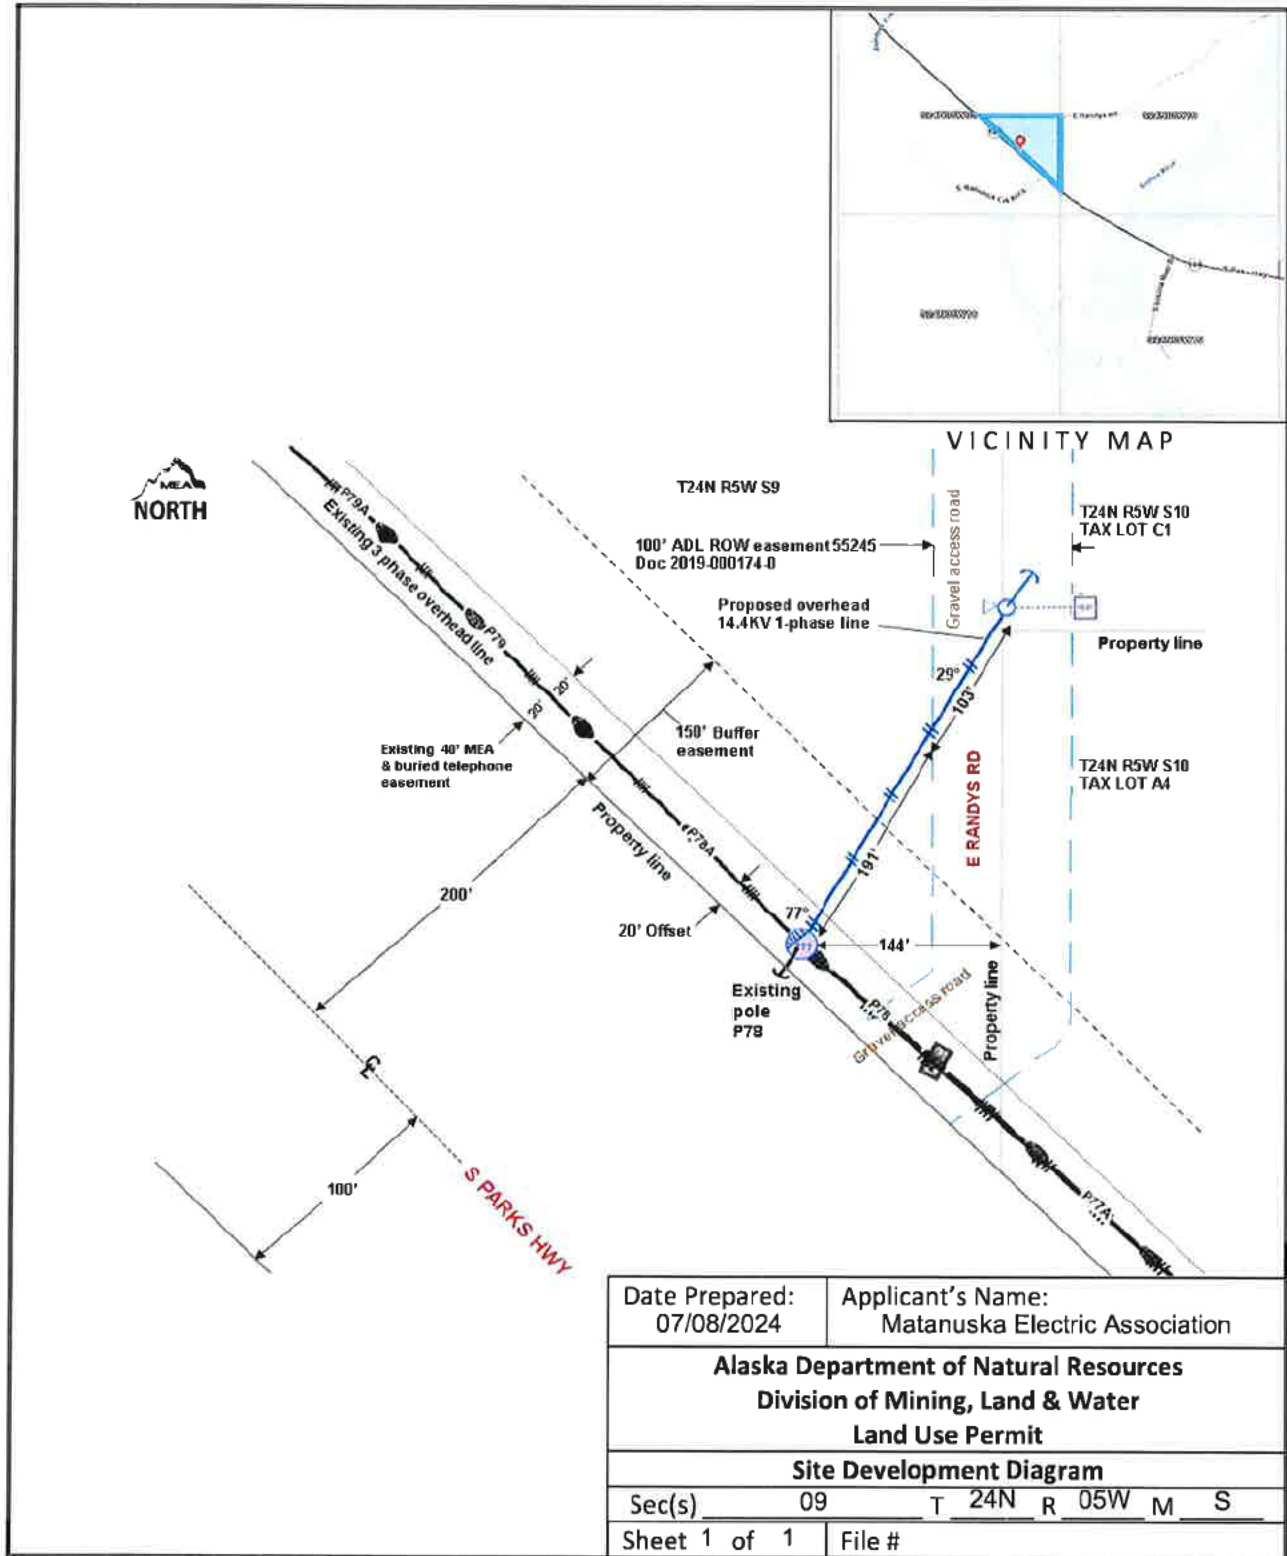 E Randys Rd
VICINITY MAP
MEA
NORTH
T24N R5W S9
T24N R5W S10
TAX LOT C1
100' ADL ROW easement 55245
Doc 2019-000174-0
Gravel access road
Proposed overhead
14.4KV 1-phase line
Property line
P79A
Existing 3 phase overhead line
P79
29°
103'
20'
20'
150' Buffer
easement
Existing 40' MEA
& buried telephone
easement
E RANDYS RD
T24N R5W S10
TAX LOT A4
Property line
P78A
191'
200'
77°
20' Offset
144'
Existing
pole
P78
P78
Gravel access road
Property line
CL
100'
S PARKS HWY
P77A
Date Prepared:
07/08/2024
Applicant's Name:
Matanuska Electric Association
Alaska Department of Natural Resources
Division of Mining, Land & Water
Land Use Permit
Site Development Diagram
Sec(s) 09 T 24N R 05W M S
Sheet 1 of 1
File #